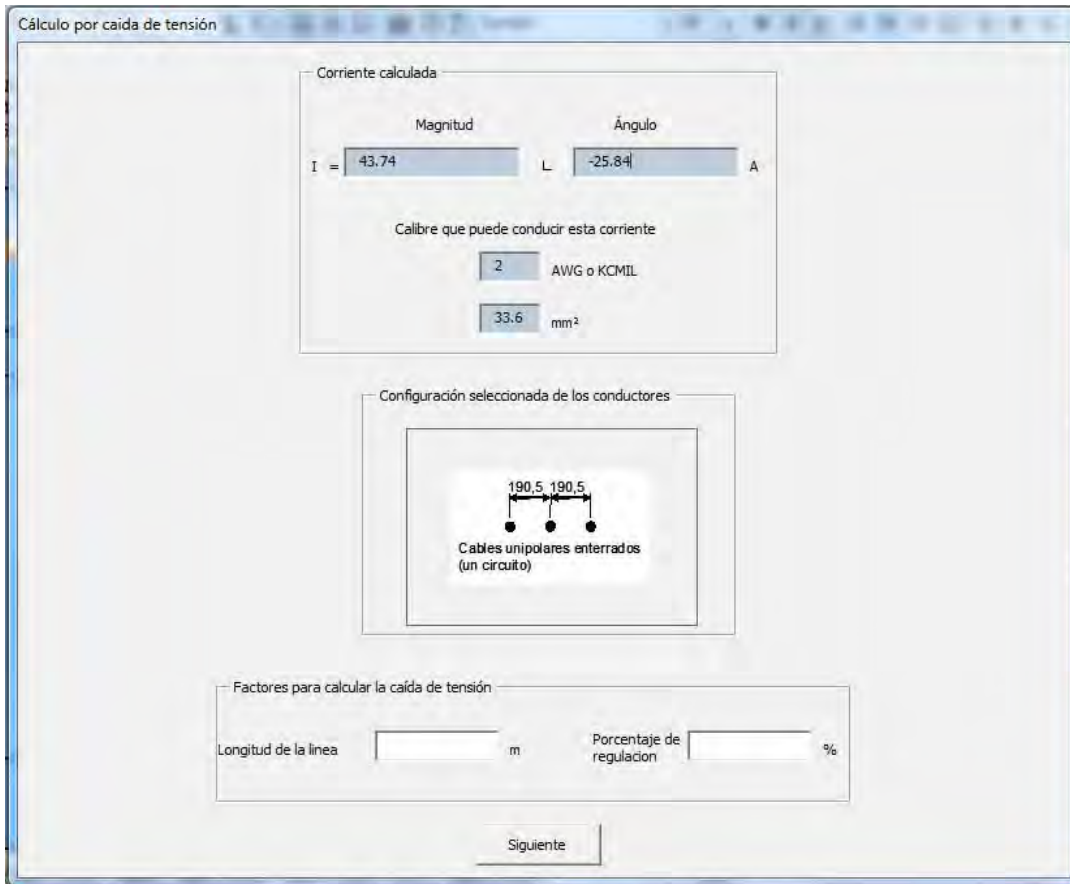 Cálculo por caida de tensión
Corriente calculada
Magnitud Ángulo
I = 43.74 ∟ -25.84 A
Calibre que puede conducir esta corriente
2 AWG o KCMIL
33.6 mm²
Configuración seleccionada de los conductores
190,5 190,5
Cables unipolares enterrados
(un circuito)
Factores para calcular la caída de tensión
Longitud de la linea m Porcentaje de
regulacion %
Siguiente